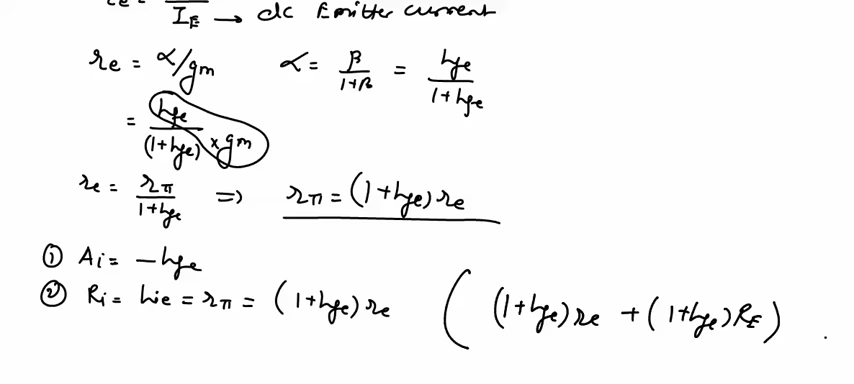 re =
I_E → dc Emitter current
re = α/gm    α = β/(1+β) = hfe/(1+hfe)
= hfe/((1+hfe) × gm)
re = rπ/(1+hfe) ⇒ rπ = (1+hfe) re
① Ai = −hfe
② Ri = hie = rπ = (1+hfe) re    ( (1+hfe) re + (1+hfe) RE )